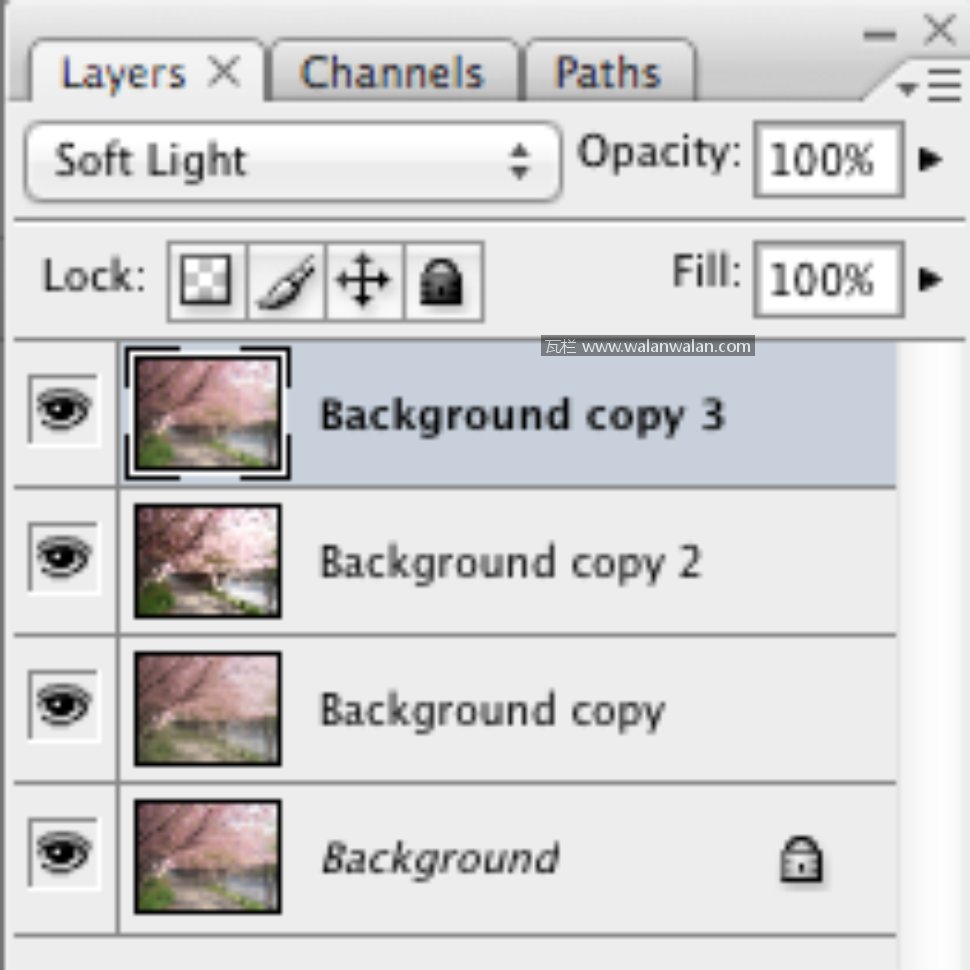 Layers Channels Paths
Soft Light Opacity: 100%
Lock: Fill: 100%
瓦栏 www.walanwalan.com
Background copy 3
Background copy 2
Background copy
Background